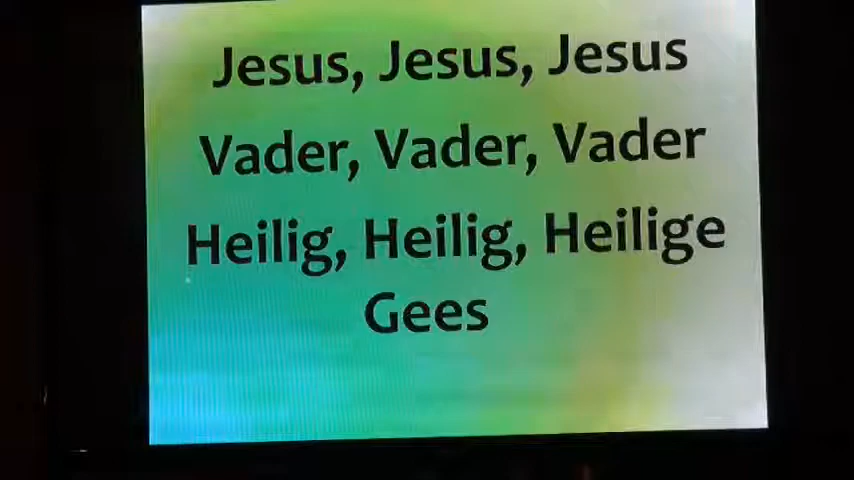 Jesus, Jesus, Jesus
Vader, Vader, Vader
Heilig, Heilig, Heilige
Gees